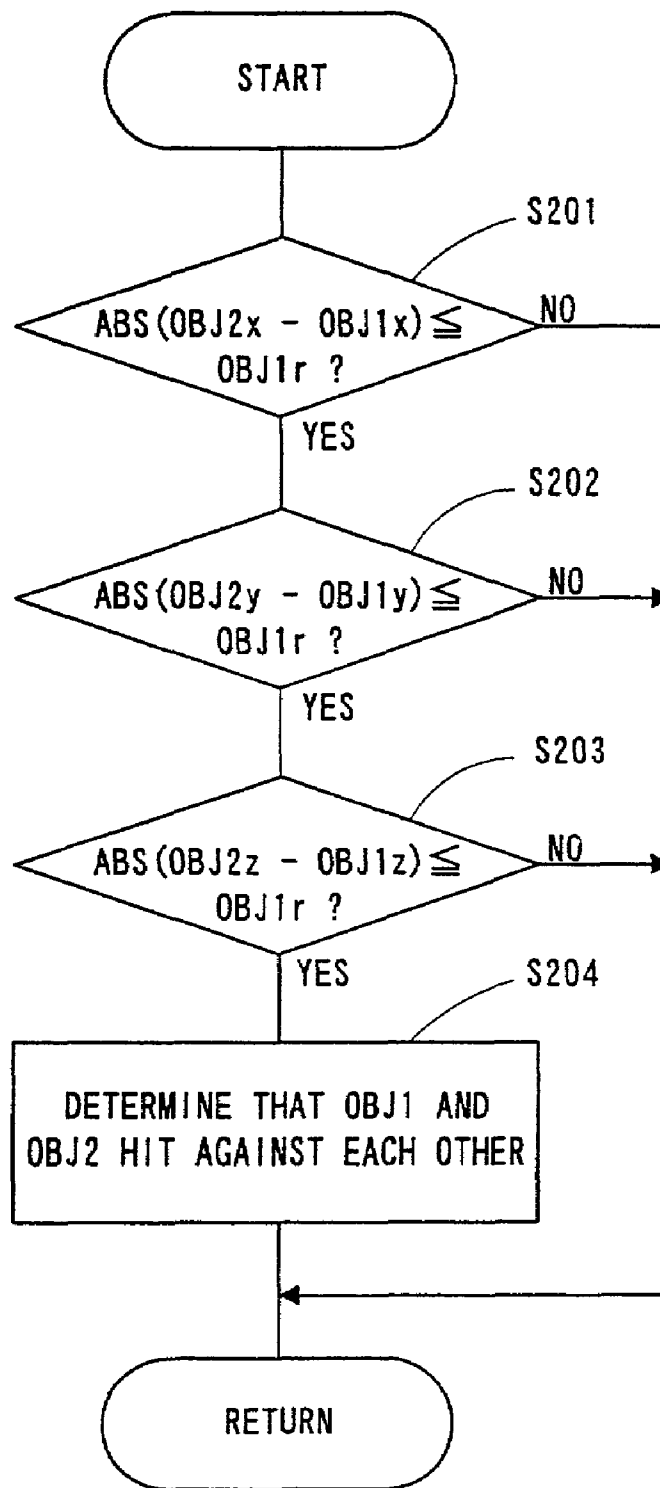 START
S201
ABS(OBJ2x - OBJ1x)≦
OBJ1r ?
NO
YES
S202
ABS(OBJ2y - OBJ1y)≦
OBJ1r ?
NO
YES
S203
ABS(OBJ2z - OBJ1z)≦
OBJ1r ?
NO
YES
S204
DETERMINE THAT OBJ1 AND
OBJ2 HIT AGAINST EACH OTHER
RETURN